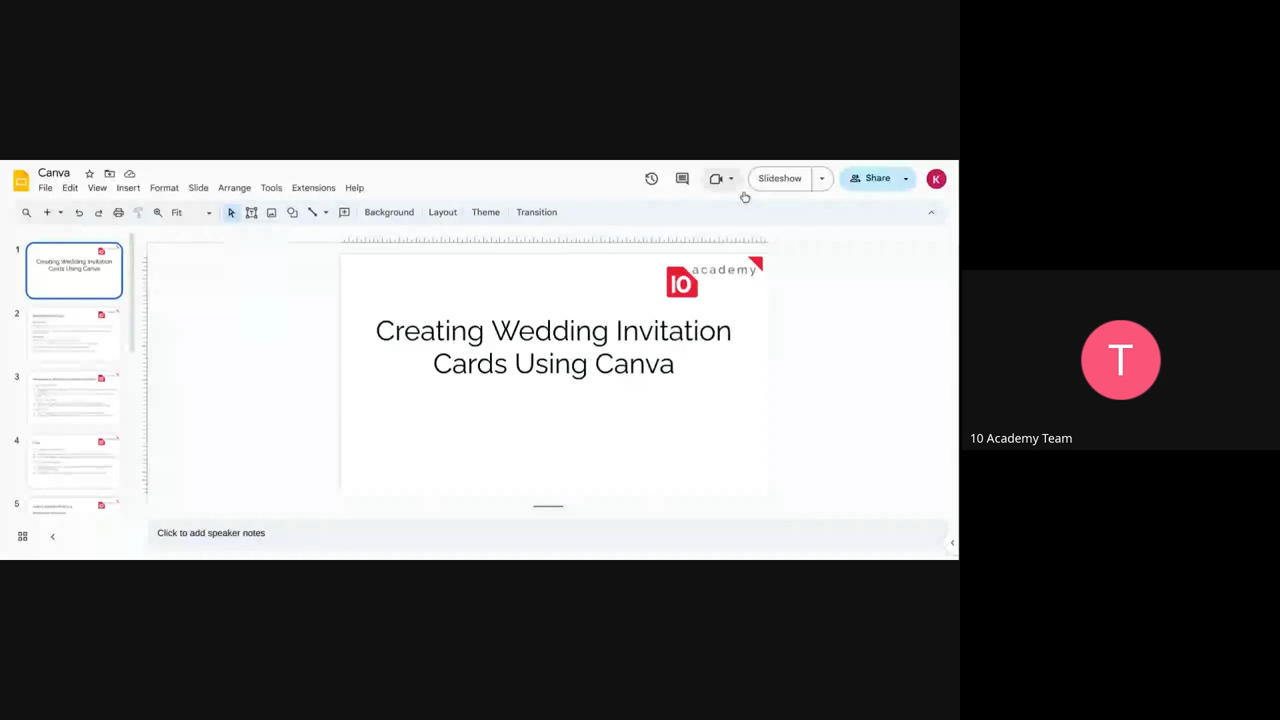 Canva
File Edit View Insert Format Slide Arrange Tools Extensions Help
Slideshow
Share
K
Fit
Background Layout Theme Transition
1
Creating Wedding Invitation
Cards Using Canva
2
3
4
5
10 academy
Creating Wedding Invitation
Cards Using Canva
Click to add speaker notes
T
10 Academy Team